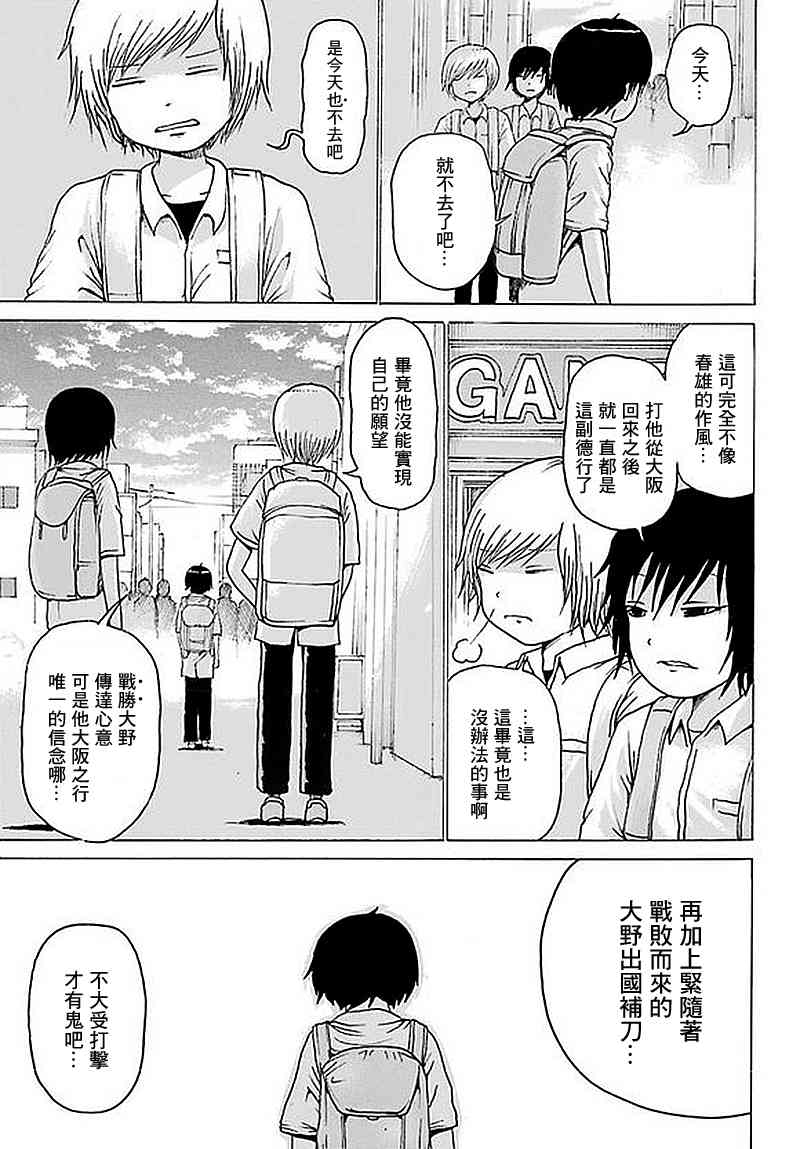 今天…
就不去了吧…
是今天也不去吧
這可完全不像
春雄的作風…
打他從大阪
回來之後
就一直都是
這副德行了
GAM
…這…
這畢竟也是
沒辦法的事啊
畢竟他沒能實現
自己的願望
戰勝大野
傳達心意
可是他大阪之行
唯一的信念哪…
再加上緊隨著
戰敗而來的
大野出國補刀…
不大受打擊
才有鬼吧…